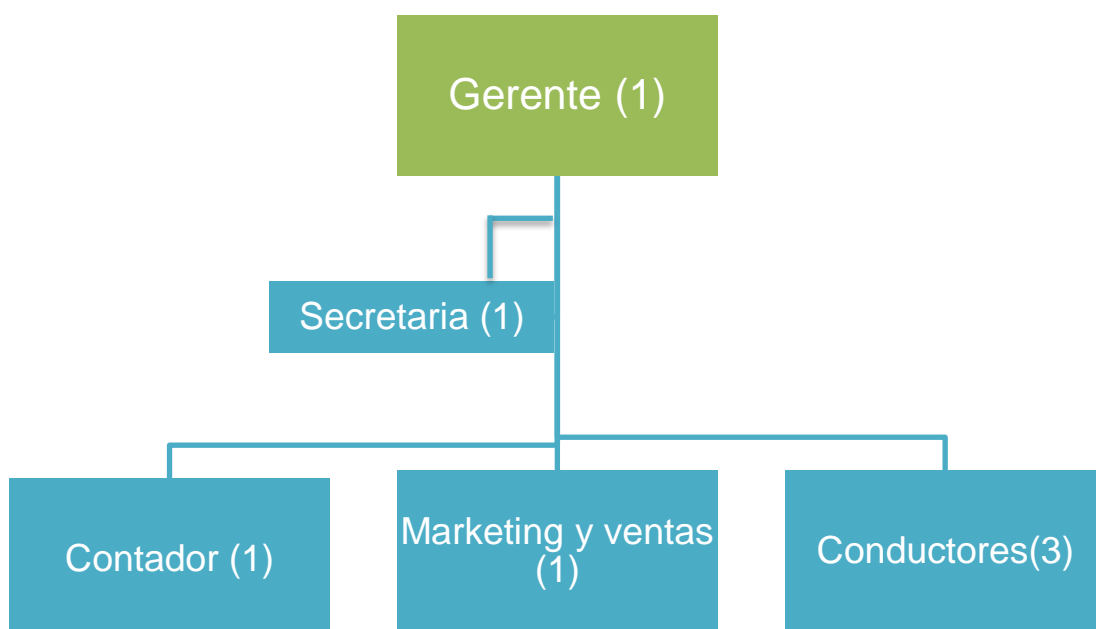 Gerente (1)
Secretaria (1)
Contador (1)
Marketing y ventas
(1)
Conductores(3)